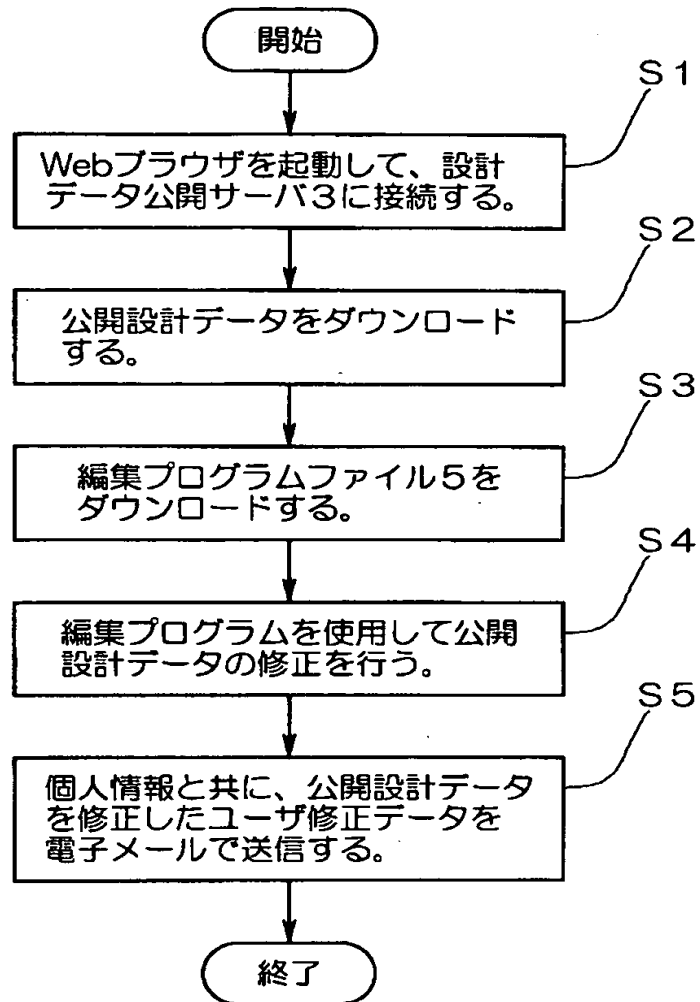 開始
S1
Webブラウザを起動して、設計
データ公開サーバ3に接続する。
S2
公開設計データをダウンロード
する。
S3
編集プログラムファイル5を
ダウンロードする。
S4
編集プログラムを使用して公開
設計データの修正を行う。
S5
個人情報と共に、公開設計データ
を修正したユーザ修正データを
電子メールで送信する。
終了